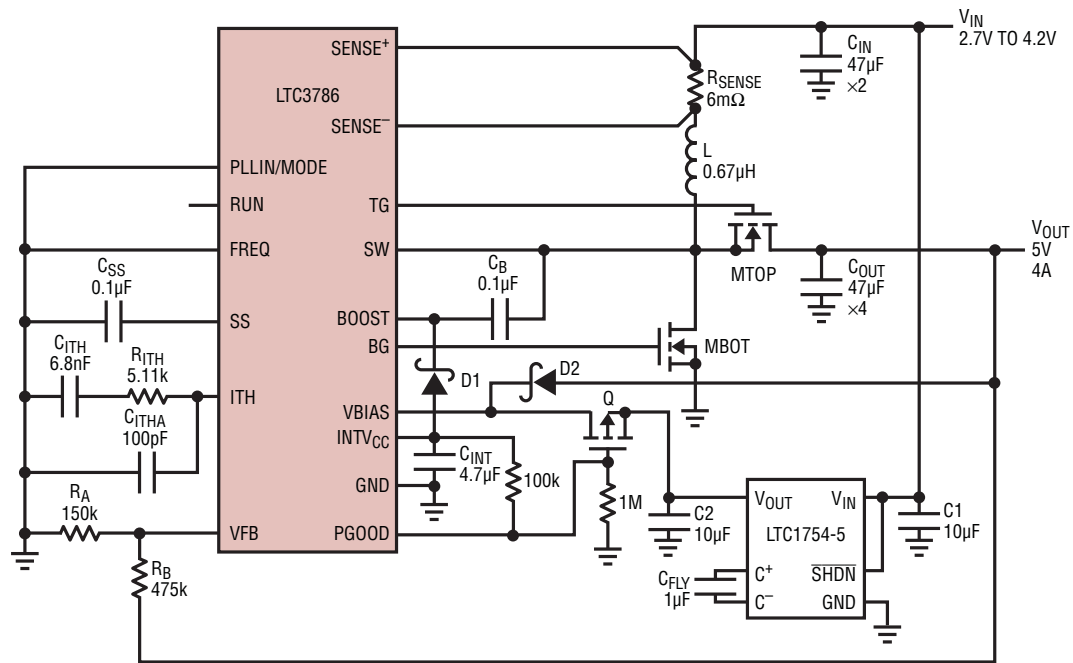 SENSE+
LTC3786
SENSE−
PLLIN/MODE
RUN
TG
FREQ
SW
CSS
0.1µF
SS
CB
0.1µF
BOOST
BG
CITH
6.8nF
RITH
5.11k
ITH
CITHA
100pF
D1
D2
VBIAS
INTVCC
CINT
4.7µF
GND
100k
PGOOD
RA
150k
VFB
RB
475k
VIN
2.7V TO 4.2V
CIN
47µF
×2
RSENSE
6mΩ
L
0.67µH
MTOP
VOUT
5V
4A
COUT
47µF
×4
MBOT
Q
1M
C2
10µF
VOUT
VIN
LTC1754-5
C1
10µF
CFLY
1µF
C+
C−
SHDN
GND